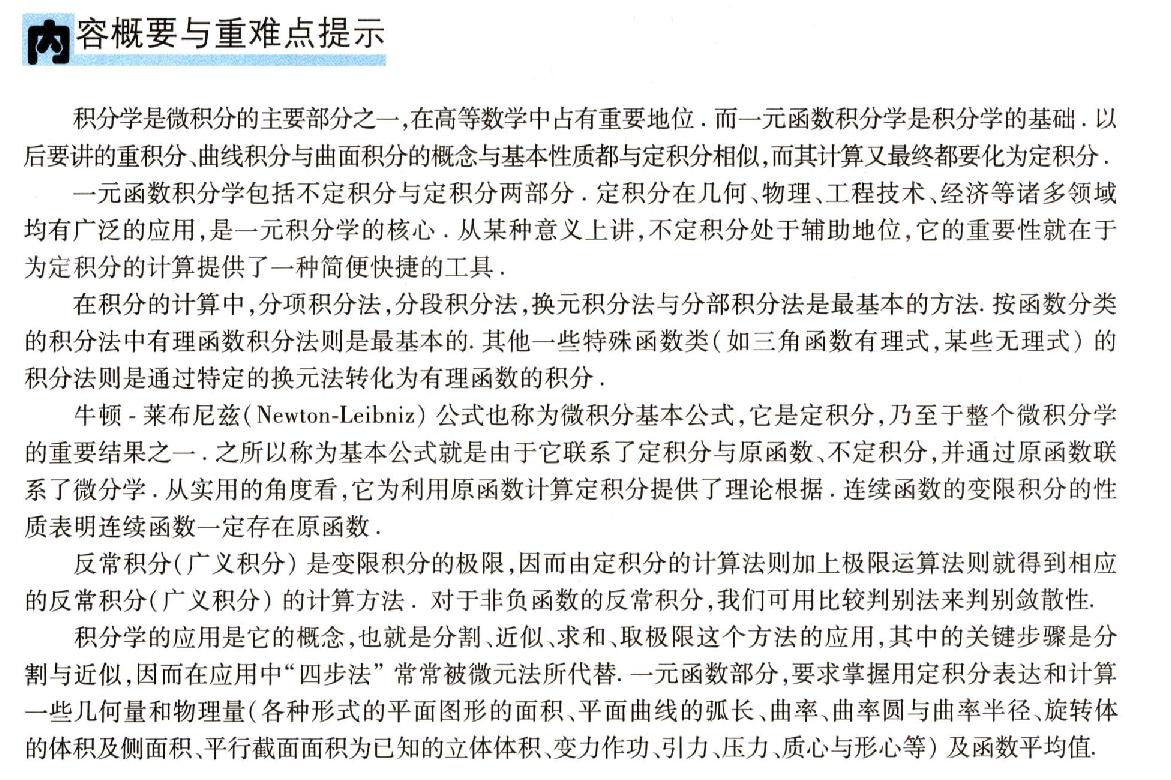 内容概要与重难点提示
积分学是微积分的主要部分之一,在高等数学中占有重要地位.而一元函数积分学是积分学的基础.以
后要讲的重积分、曲线积分与曲面积分的概念与基本性质都与定积分相似,而其计算又最终都要化为定积分.
一元函数积分学包括不定积分与定积分两部分.定积分在几何、物理、工程技术、经济等诸多领域
均有广泛的应用,是一元积分学的核心.从某种意义上讲,不定积分处于辅助地位,它的重要性就在于
为定积分的计算提供了一种简便快捷的工具.
在积分的计算中,分项积分法,分段积分法,换元积分法与分部积分法是最基本的方法.按函数分类
的积分法中有理函数积分法则是最基本的.其他一些特殊函数类(如三角函数有理式,某些无理式)的
积分法则是通过特定的换元法转化为有理函数的积分.
牛顿-莱布尼兹(Newton-Leibniz)公式也称为微积分基本公式,它是定积分,乃至于整个微积分学
的重要结果之一.之所以称为基本公式就是由于它联系了定积分与原函数、不定积分,并通过原函数联
系了微分学.从实用的角度看,它为利用原函数计算定积分提供了理论根据.连续函数的变限积分的性
质表明连续函数一定存在原函数.
反常积分(广义积分)是变限积分的极限,因而由定积分的计算法则加上极限运算法则就得到相应
的反常积分(广义积分)的计算方法.对于非负函数的反常积分,我们可用比较判别法来判别敛散性.
积分学的应用是它的概念,也就是分割、近似、求和、取极限这个方法的应用,其中的关键步骤是分
割与近似,因而在应用中“四步法”常常被微元法所代替.一元函数部分,要求掌握用定积分表达和计算
一些几何量和物理量(各种形式的平面图形的面积、平面曲线的弧长、曲率、曲率圆与曲率半径、旋转体
的体积及侧面积、平行截面面积为已知的立体体积、变力作功、引力、压力、质心与形心等)及函数平均值.